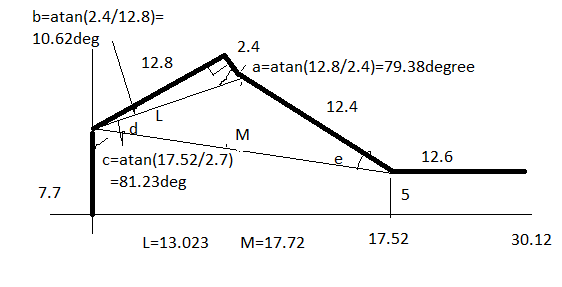 b=atan(2.4/12.8)=
10.62deg
12.8
2.4
a=atan(12.8/2.4)=79.38degree
12.4
L
d
M
c=atan(17.52/2.7)
=81.23deg
e
12.6
7.7
5
L=13.023
M=17.72
17.52
30.12